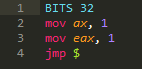 1 BITS 32
2 mov ax, 1
3 mov eax, 1
4 jmp $